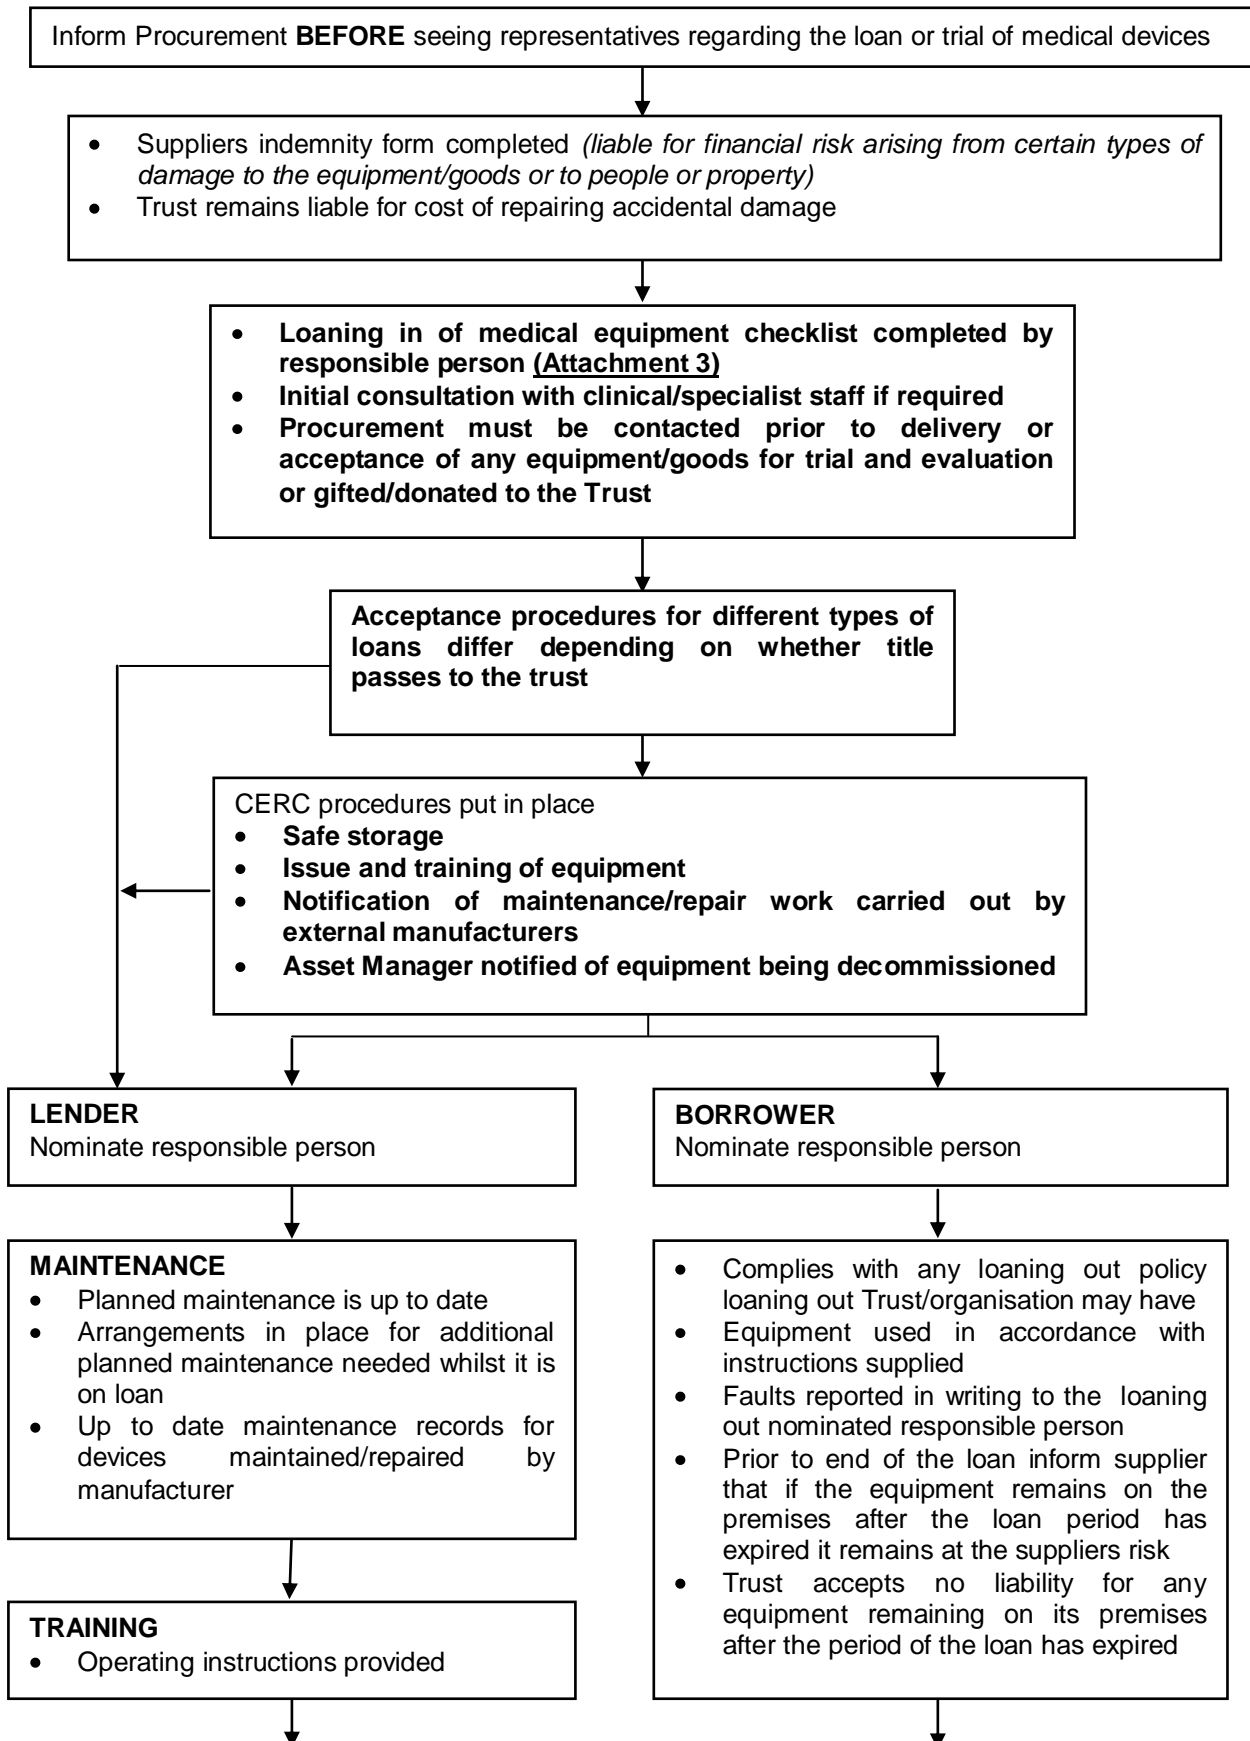 Inform Procurement BEFORE seeing representatives regarding the loan or trial of medical devices
• Suppliers indemnity form completed (liable for financial risk arising from certain types of
damage to the equipment/goods or to people or property)
• Trust remains liable for cost of repairing accidental damage
• Loaning in of medical equipment checklist completed by
responsible person (Attachment 3)
• Initial consultation with clinical/specialist staff if required
• Procurement must be contacted prior to delivery or
acceptance of any equipment/goods for trial and evaluation
or gifted/donated to the Trust
Acceptance procedures for different types of
loans differ depending on whether title
passes to the trust
CERC procedures put in place
• Safe storage
• Issue and training of equipment
• Notification of maintenance/repair work carried out by
external manufacturers
• Asset Manager notified of equipment being decommissioned
LENDER
Nominate responsible person
MAINTENANCE
• Planned maintenance is up to date
• Arrangements in place for additional
planned maintenance needed whilst it is
on loan
• Up to date maintenance records for
devices maintained/repaired by
manufacturer
TRAINING
• Operating instructions provided
BORROWER
Nominate responsible person
• Complies with any loaning out policy
loaning out Trust/organisation may have
• Equipment used in accordance with
instructions supplied
• Faults reported in writing to the loaning
out nominated responsible person
• Prior to end of the loan inform supplier
that if the equipment remains on the
premises after the loan period has
expired it remains at the suppliers risk
• Trust accepts no liability for any
equipment remaining on its premises
after the period of the loan has expired